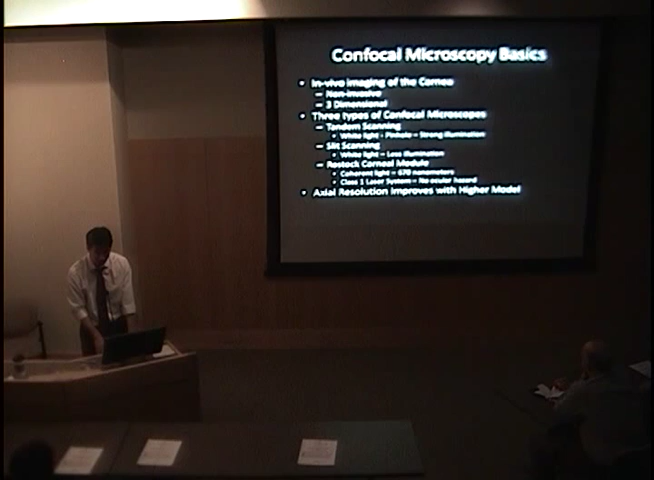 Confocal Microscopy Basics
• In-vivo imaging of the Cornea
– Non-invasive
– 3 Dimensional
• Three types of Confocal Microscopes
– Tandem Scanning
• White light - Pinhole – Strong illumination
– Slit Scanning
• White light – Less illumination
– Rostock Corneal Module
• Coherent light – 670 nanometers
• Class 1 Laser System – No ocular hazard
• Axial Resolution Improves with Higher Model